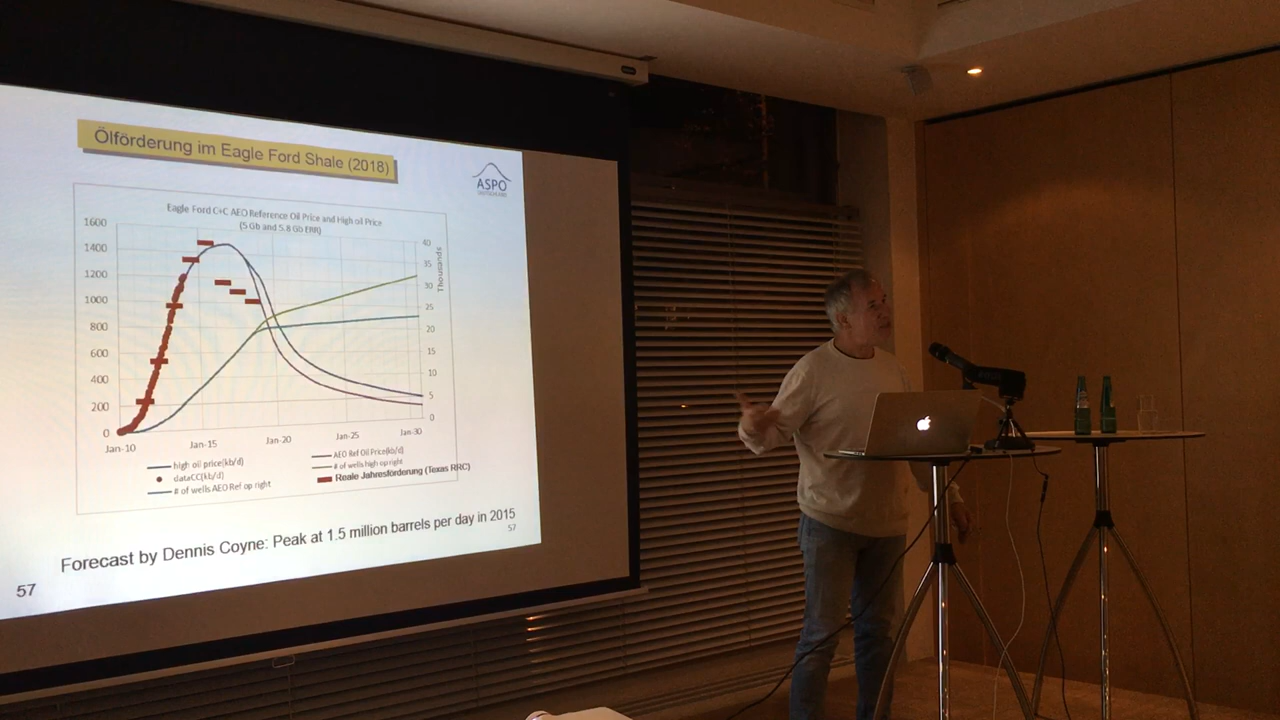 Ölförderung im Eagle Ford Shale (2018)
ASPO
DEUTSCHLAND
Eagle Ford C+C AEO Reference Oil Price and High oil Price
(5 Gb and 5.8 Gb ERR)
1600
1400
1200
1000
800
600
400
200
0
40
35
30
25
20
15
10
5
0
Thousands
Jan-10
Jan-15
Jan-20
Jan-25
Jan-30
high oil price(kb/d)
AEO Ref Oil Price(kb/d)
dataCC(kb/d)
# of wells high op right
# of wells AEO Ref op right
Reale Jahresförderung (Texas RRC)
Forecast by Dennis Coyne: Peak at 1.5 million barrels per day in 2015
57
57